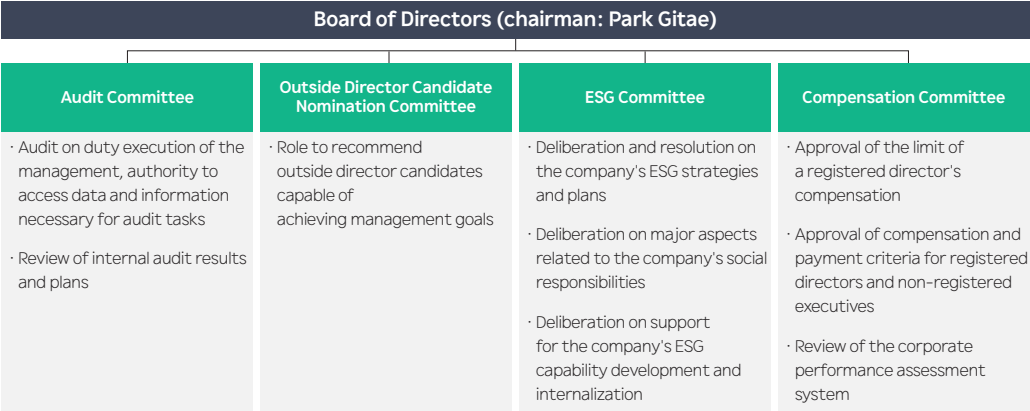 Board of Directors (chairman: Park Gitae)
Audit Committee
· Audit on duty execution of the
management, authority to
access data and information
necessary for audit tasks
· Review of internal audit results
and plans
Outside Director Candidate
Nomination Committee
· Role to recommend
outside director candidates
capable of
achieving management goals
ESG Committee
· Deliberation and resolution on
the company's ESG strategies
and plans
· Deliberation on major aspects
related to the company's social
responsibilities
· Deliberation on support
for the company's ESG
capability development and
internalization
Compensation Committee
· Approval of the limit of
a registered director's
compensation
· Approval of compensation and
payment criteria for registered
directors and non-registered
executives
· Review of the corporate
performance assessment
system